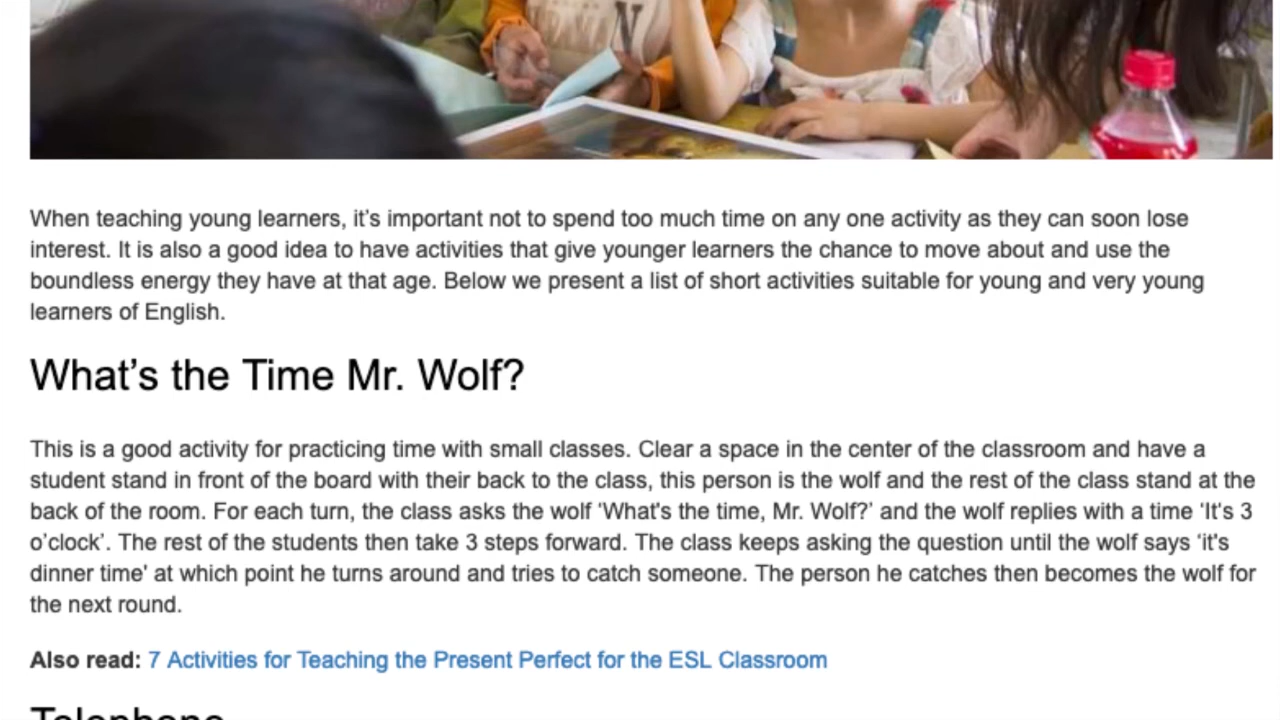 When teaching young learners, it’s important not to spend too much time on any one activity as they can soon lose
interest. It is also a good idea to have activities that give younger learners the chance to move about and use the
boundless energy they have at that age. Below we present a list of short activities suitable for young and very young
learners of English.
What’s the Time Mr. Wolf?
This is a good activity for practicing time with small classes. Clear a space in the center of the classroom and have a
student stand in front of the board with their back to the class, this person is the wolf and the rest of the class stand at the
back of the room. For each turn, the class asks the wolf ‘What's the time, Mr. Wolf?’ and the wolf replies with a time ‘It's 3
o’clock’. The rest of the students then take 3 steps forward. The class keeps asking the question until the wolf says ‘it's
dinner time' at which point he turns around and tries to catch someone. The person he catches then becomes the wolf for
the next round.
Also read: 7 Activities for Teaching the Present Perfect for the ESL Classroom
Telephone